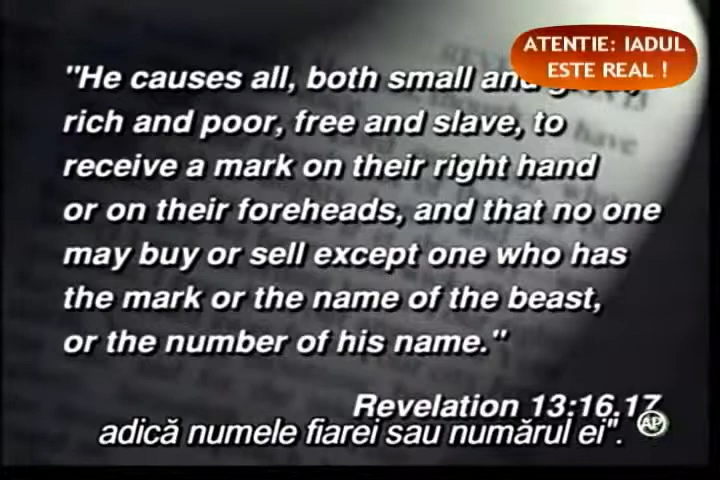 ATENTIE: IADUL
ESTE REAL !
"He causes all, both small and
rich and poor, free and slave, to
receive a mark on their right hand
or on their foreheads, and that no one
may buy or sell except one who has
the mark or the name of the beast,
or the number of his name."
Revelation 13:16.17
adică numele fiarei sau numărul ei".
AP